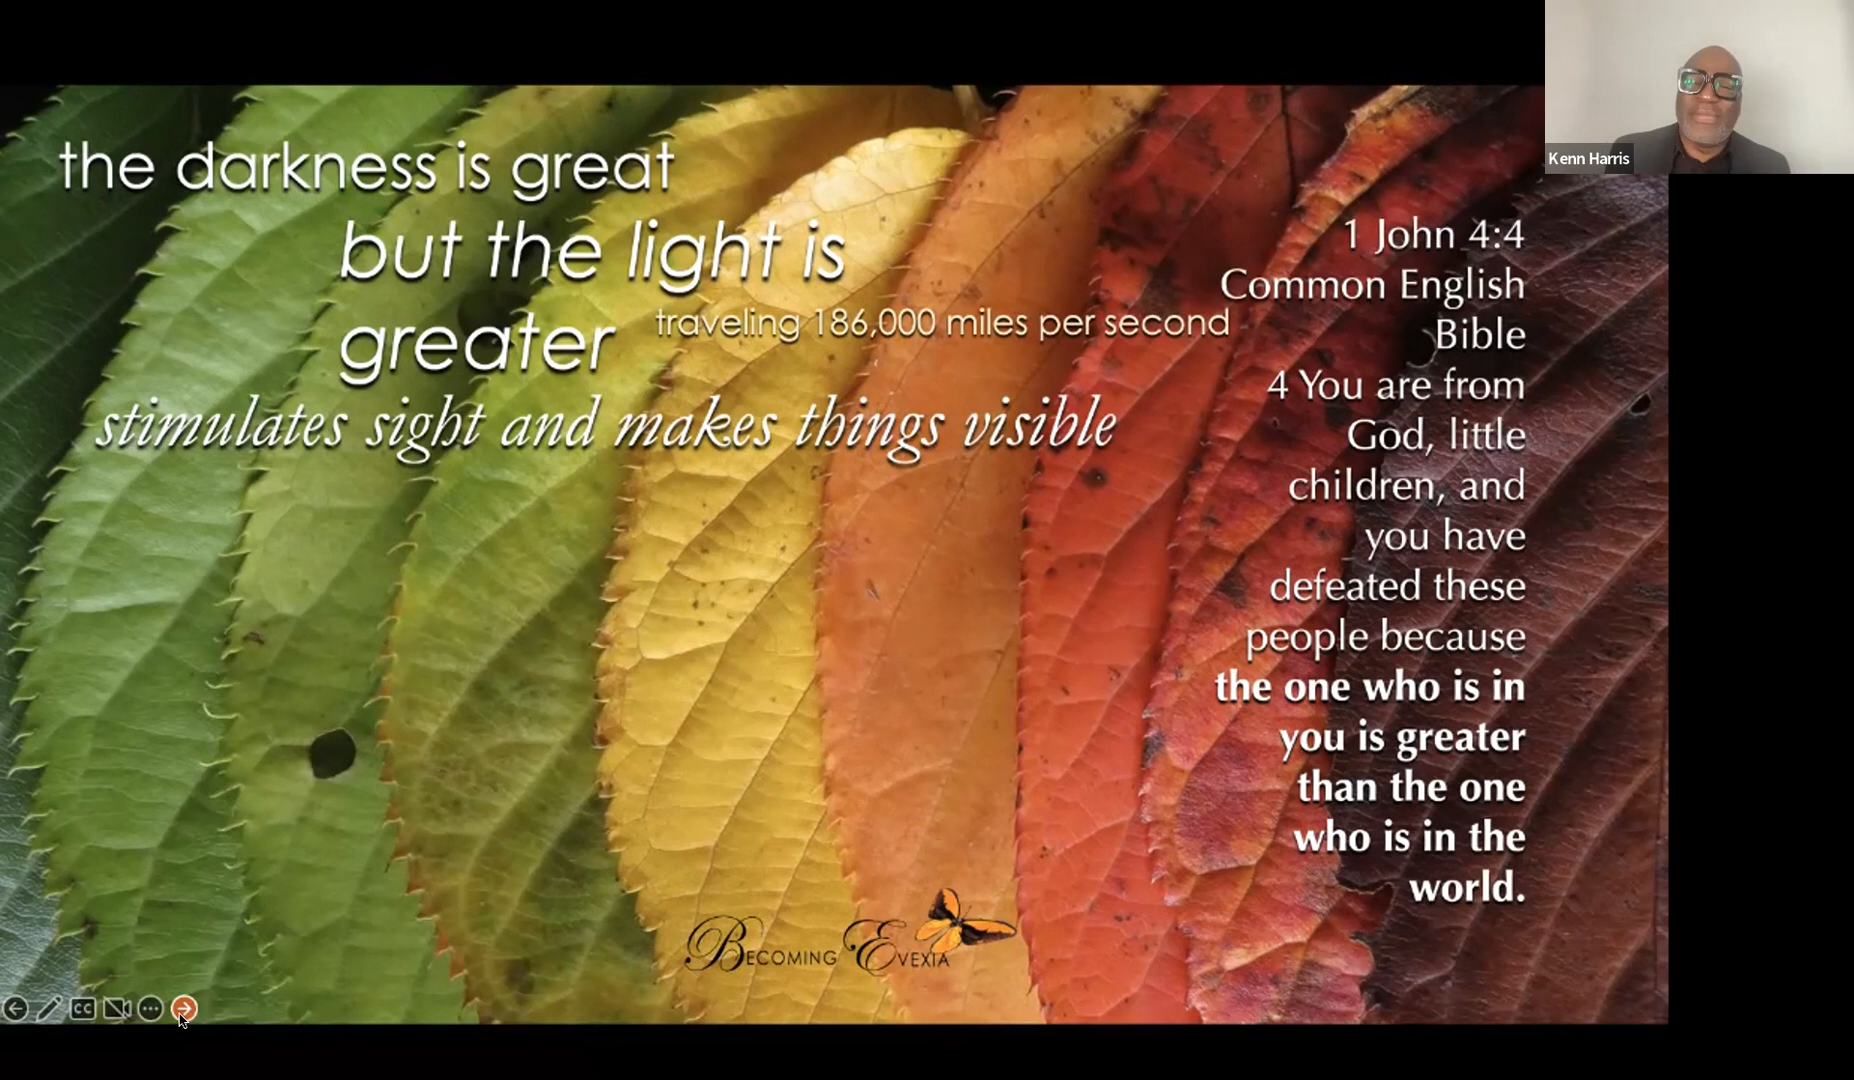 the darkness is great
but the light is
greater
traveling 186,000 miles per second
stimulates sight and makes things visible
1 John 4:4
Common English
Bible
4 You are from
God, little
children, and
you have
defeated these
people because
the one who is in
you is greater
than the one
who is in the
world.
Becoming Evexia
Kenn Harris
CC